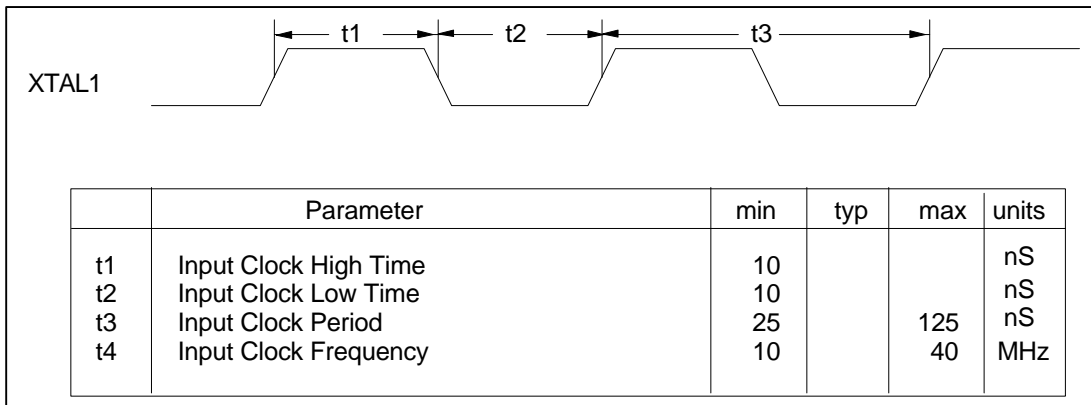 t1 t2 t3
XTAL1
Parameter min typ max units
t1 Input Clock High Time 10 nS
t2 Input Clock Low Time 10 nS
t3 Input Clock Period 25 125 nS
t4 Input Clock Frequency 10 40 MHz